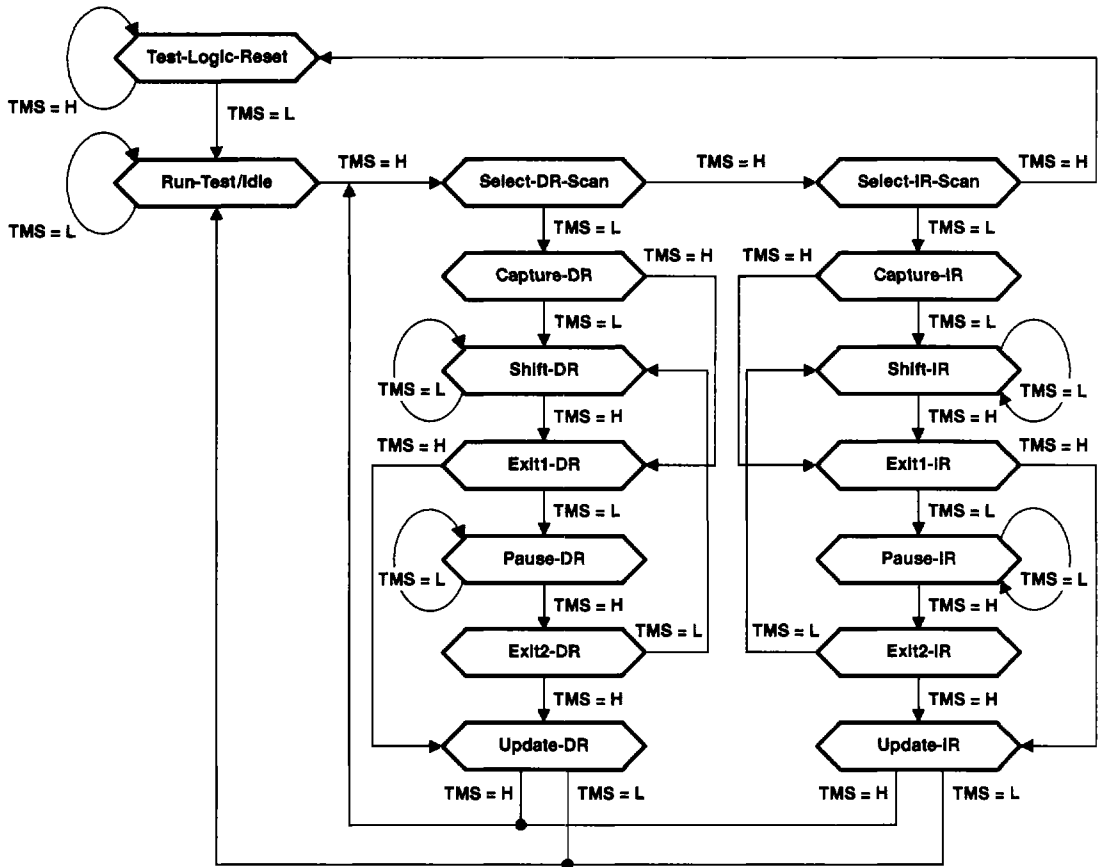 Test-Logic-Reset
TMS = H
TMS = L
Run-Test/Idle
TMS = H
Select-DR-Scan
TMS = H
Select-IR-Scan
TMS = H
TMS = L
TMS = L
TMS = L
Capture-DR
TMS = H
TMS = H
Capture-IR
TMS = L
TMS = L
Shift-DR
Shift-IR
TMS = L
TMS = L
TMS = H
TMS = H
TMS = H
Exit1-DR
Exit1-IR
TMS = H
TMS = L
TMS = L
Pause-DR
Pause-IR
TMS = L
TMS = L
TMS = H
TMS = H
Exit2-DR
TMS = L
TMS = L
Exit2-IR
TMS = H
TMS = H
Update-DR
Update-IR
TMS = H
TMS = L
TMS = H
TMS = L